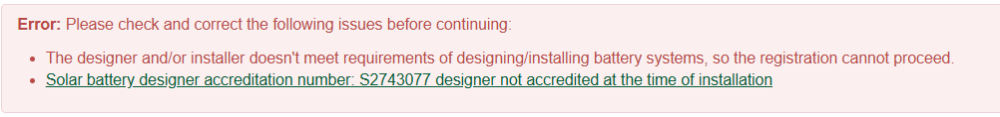 Error: Please check and correct the following issues before continuing:
The designer and/or installer doesn't meet requirements of designing/installing battery systems, so the registration cannot proceed.
Solar battery designer accreditation number: S2743077 designer not accredited at the time of installation